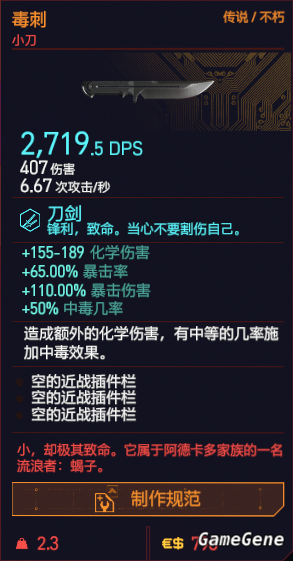 毒刺
传说 / 不朽
小刀
2,719.5 DPS
407 伤害
6.67 次攻击/秒
刀剑
锋利，致命。当心不要割伤自己。
+155-189 化学伤害
+65.00% 暴击率
+110.00% 暴击伤害
+50% 中毒几率
造成额外的化学伤害，有中等的几率施
加中毒效果。
空的近战插件栏
空的近战插件栏
空的近战插件栏
小，却极其致命。它属于阿德卡多家族的一名
流浪者：蝎子。
制作规范
2.3
€$
GameGene